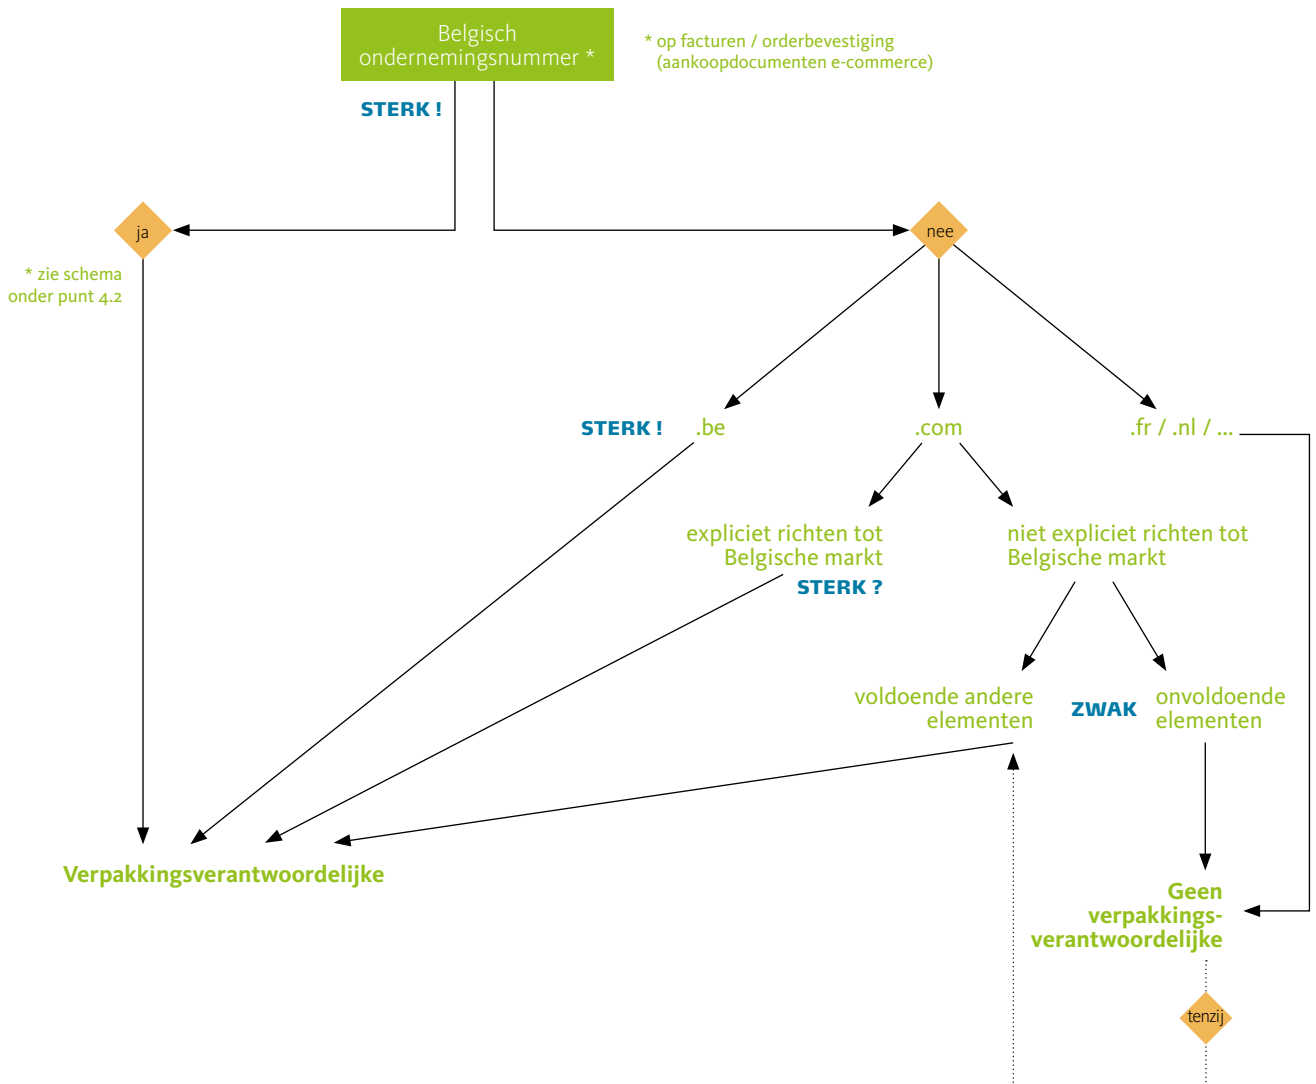 Belgisch
ondernemingsnummer *
* op facturen / orderbevestiging
(aankoopdocumenten e-commerce)
STERK !
ja
nee
* zie schema
onder punt 4.2
STERK !
.be
.com
.fr / .nl / ...
expliciet richten tot
Belgische markt
STERK ?
niet expliciet richten tot
Belgische markt
voldoende andere
elementen
ZWAK
onvoldoende
elementen
Verpakkingsverantwoordelijke
Geen
verpakkings-
verantwoordelijke
tenzij